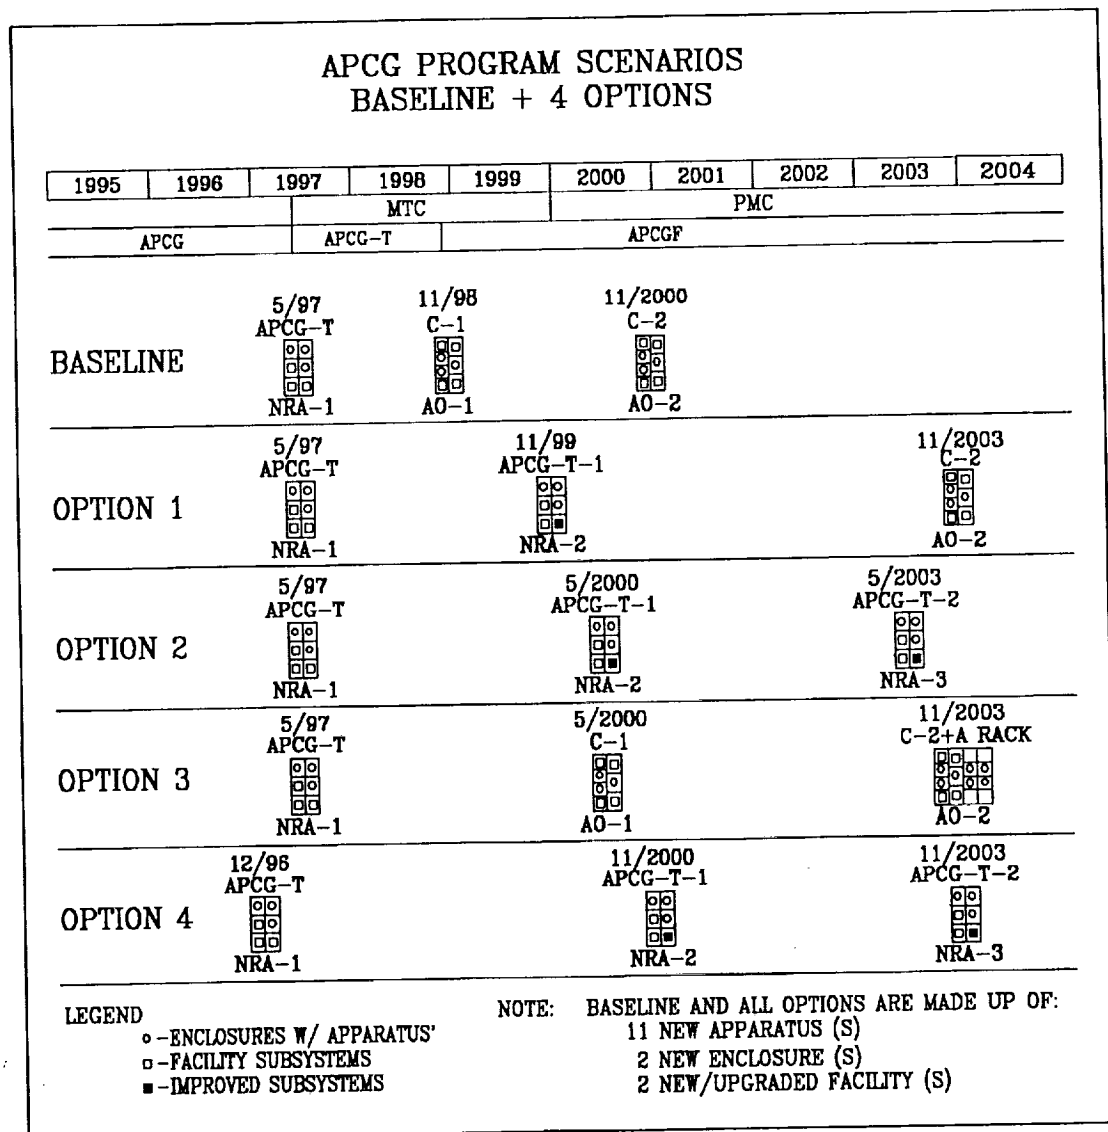 APCG PROGRAM SCENARIOS
BASELINE + 4 OPTIONS
1995 1996 1997 1998 1999 2000 2001 2002 2003 2004
MTC PMC
APCG APCG-T APCGF
5/97 11/98 11/2000
APCG-T C-1 C-2
BASELINE
NRA-1 AO-1 AO-2
5/97 11/99 11/2003
APCG-T APCG-T-1 C-2
OPTION 1
NRA-1 NRA-2 AO-2
5/97 5/2000 5/2003
APCG-T APCG-T-1 APCG-T-2
OPTION 2
NRA-1 NRA-2 NRA-3
5/97 5/2000 11/2003
APCG-T C-1 C-2+A RACK
OPTION 3
NRA-1 AO-1 AO-2
12/96 11/2000 11/2003
APCG-T APCG-T-1 APCG-T-2
OPTION 4
NRA-1 NRA-2 NRA-3
LEGEND
-ENCLOSURES W/ APPARATUS'
-FACILITY SUBSYSTEMS
-IMPROVED SUBSYSTEMS
NOTE: BASELINE AND ALL OPTIONS ARE MADE UP OF:
11 NEW APPARATUS (S)
2 NEW ENCLOSURE (S)
2 NEW/UPGRADED FACILITY (S)